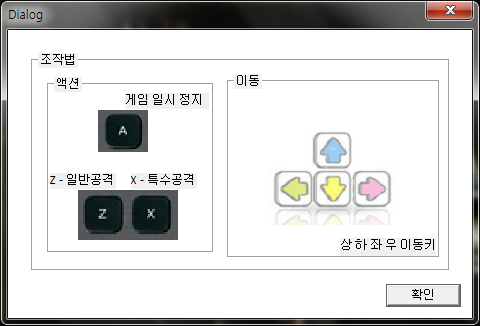 Dialog
조작법
액션
게임 일시 정지
A
Z - 일반공격 X - 특수공격
Z X
이동
상 하 좌 우 이동키
확인